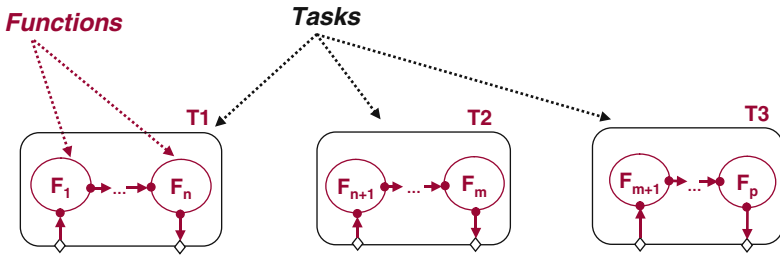 Functions
Tasks
T1
T2
T3
F1 ... Fn
Fn+1 ... Fm
Fm+1 ... Fp